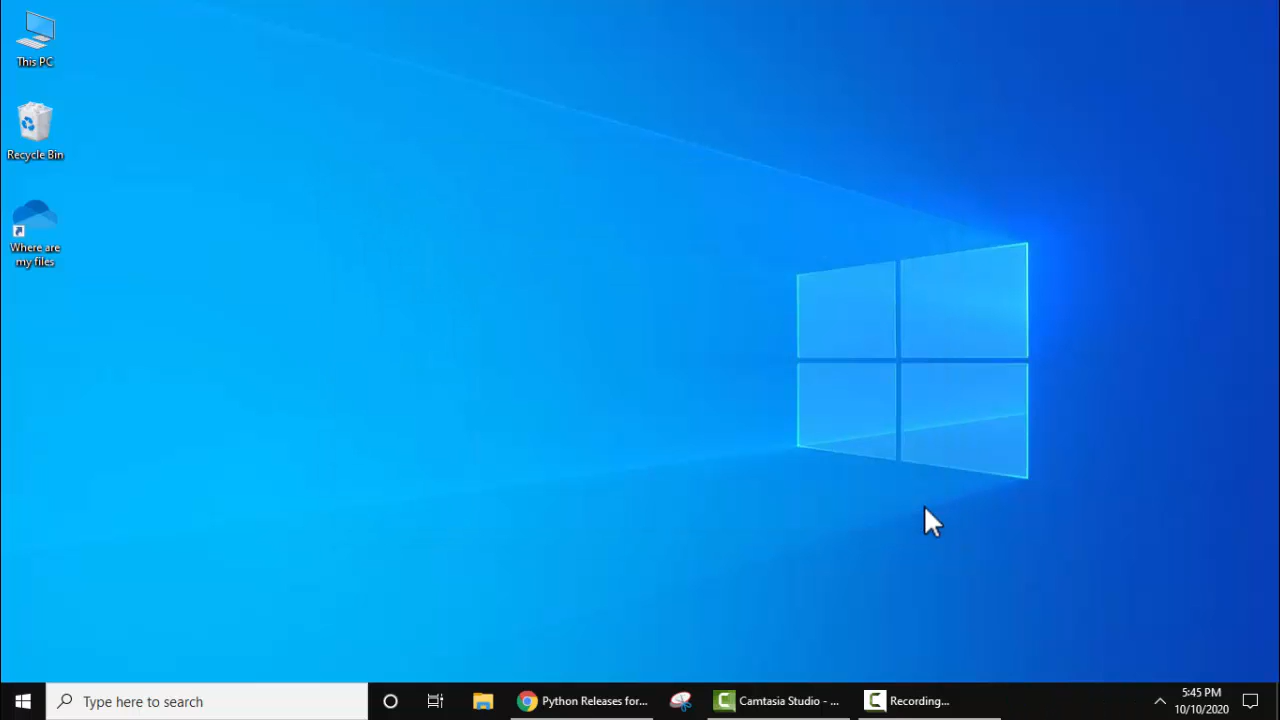 This PC
Recycle Bin
Where are
my files
Type here to search
Python Releases for...
Camtasia Studio - ...
Recording...
5:45 PM
10/10/2020